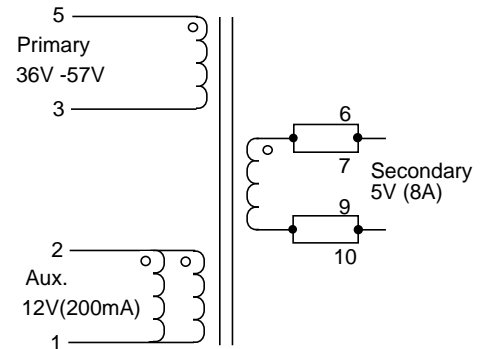 5
Primary
36V -57V
3
6
7
Secondary
5V (8A)
9
10
2
Aux.
12V(200mA)
1